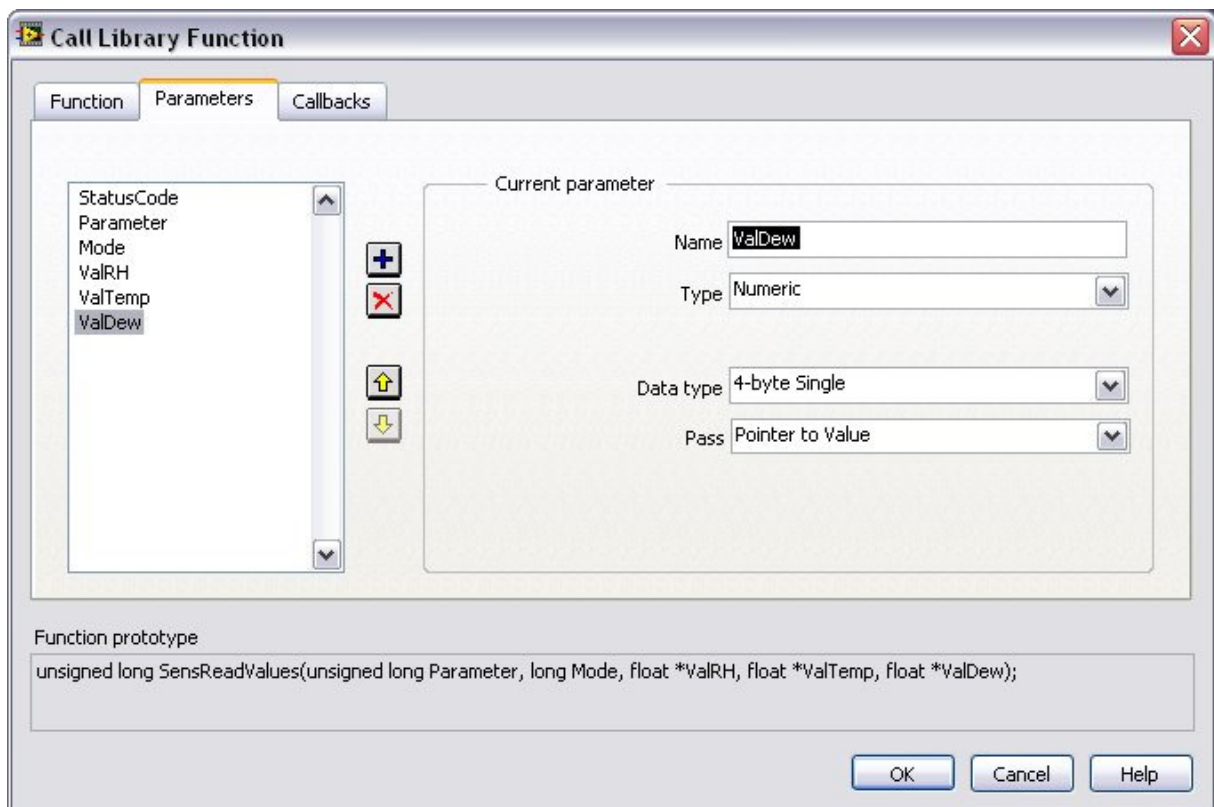 Call Library Function
Function Parameters Callbacks
StatusCode
Parameter
Mode
ValRH
ValTemp
ValDew
Current parameter
Name ValDew
Type Numeric
Data type 4-byte Single
Pass Pointer to Value
Function prototype
unsigned long SensReadValues(unsigned long Parameter, long Mode, float *ValRH, float *ValTemp, float *ValDew);
OK Cancel Help